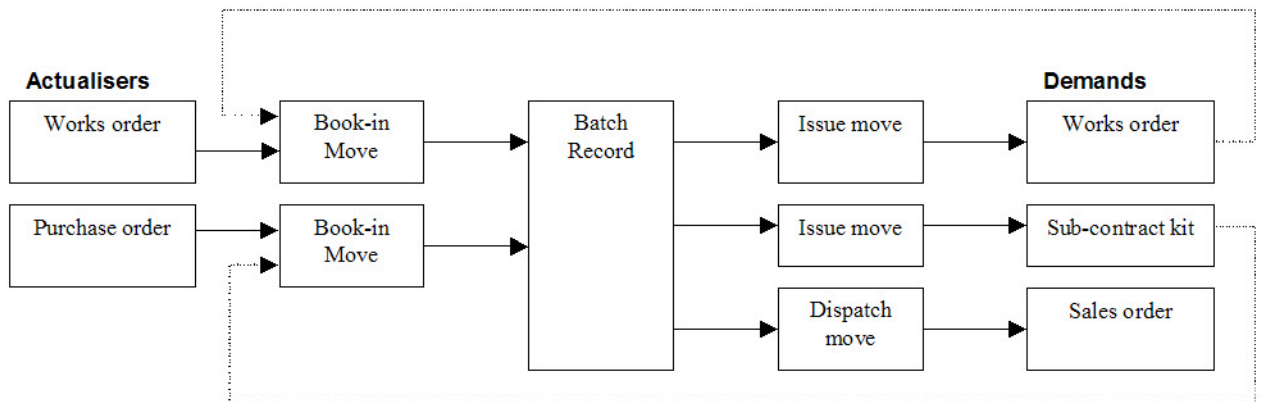 Actualisers
Demands
Works order
Book-in
Move
Batch
Record
Issue move
Works order
Purchase order
Book-in
Move
Issue move
Sub-contract kit
Dispatch
move
Sales order